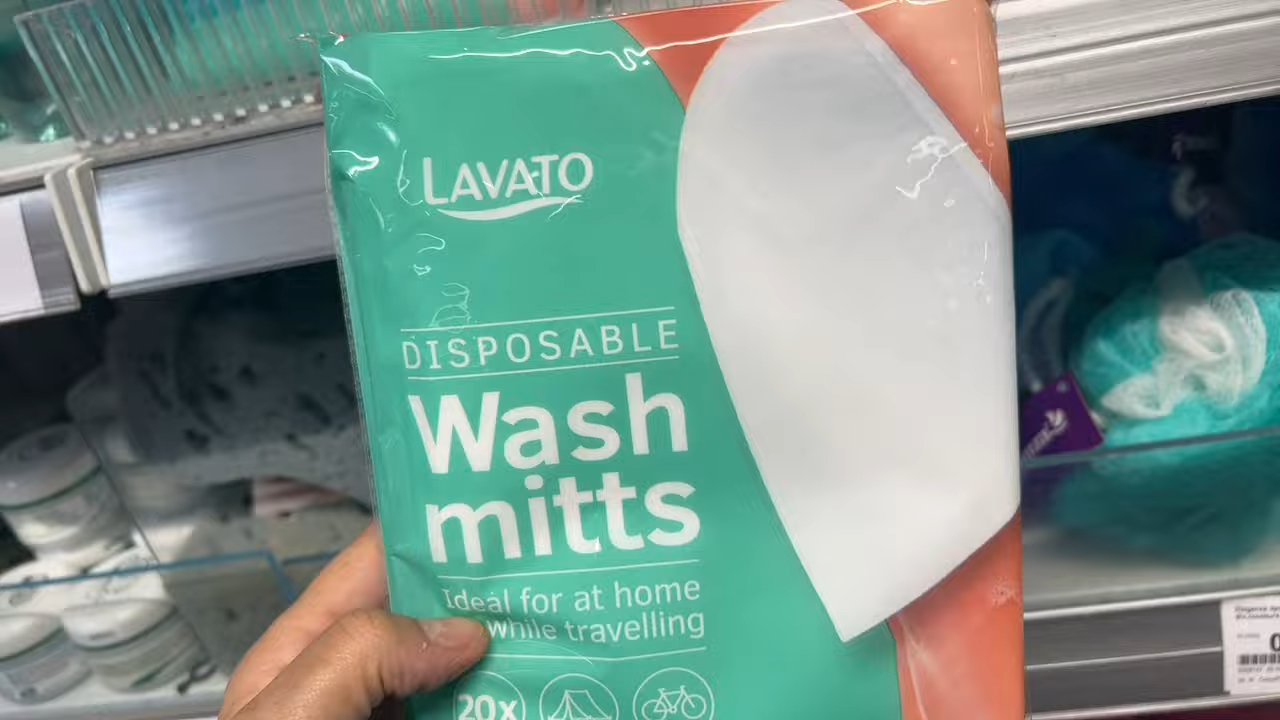 LAVATO
DISPOSABLE
Wash
mitts
Ideal for at home
while travelling
20x